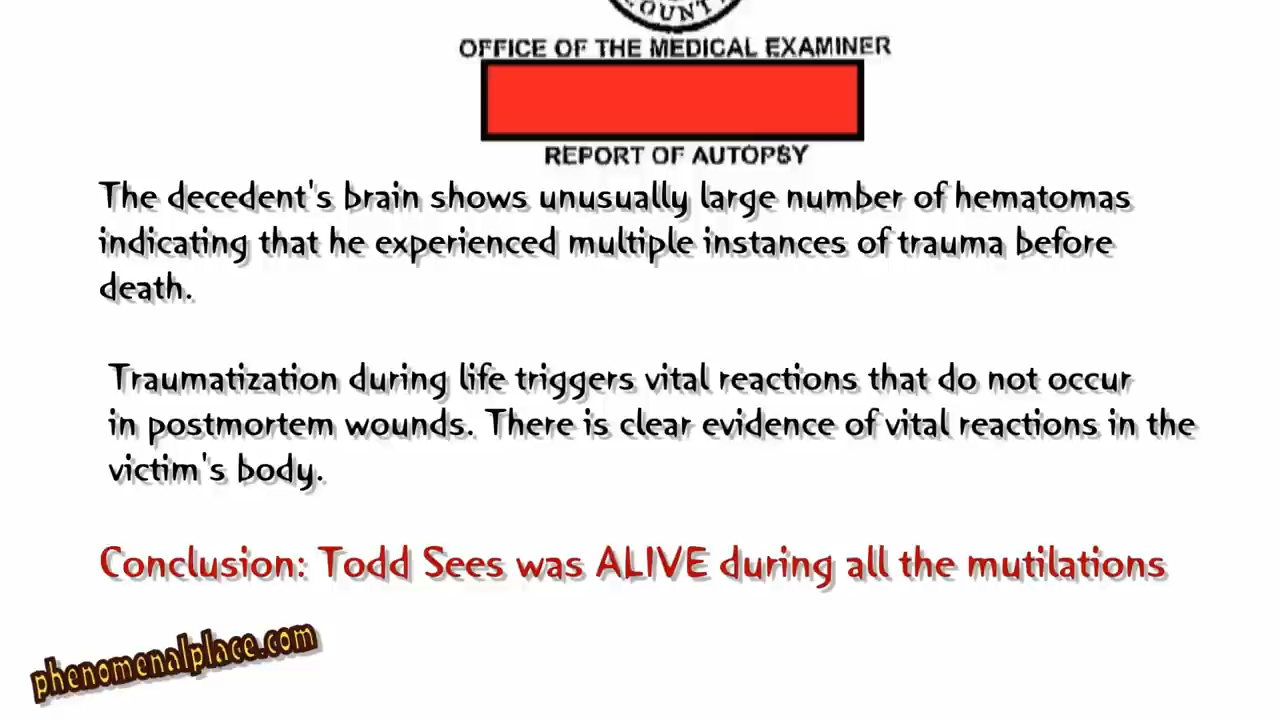 COUNT
OFFICE OF THE MEDICAL EXAMINER
REPORT OF AUTOPSY
The decedent's brain shows unusually large number of hematomas
indicating that he experienced multiple instances of trauma before
death.
Traumatization during life triggers vital reactions that do not occur
in postmortem wounds. There is clear evidence of vital reactions in the
victim's body.
Conclusion: Todd Sees was ALIVE during all the mutilations
phenomenalplace.com